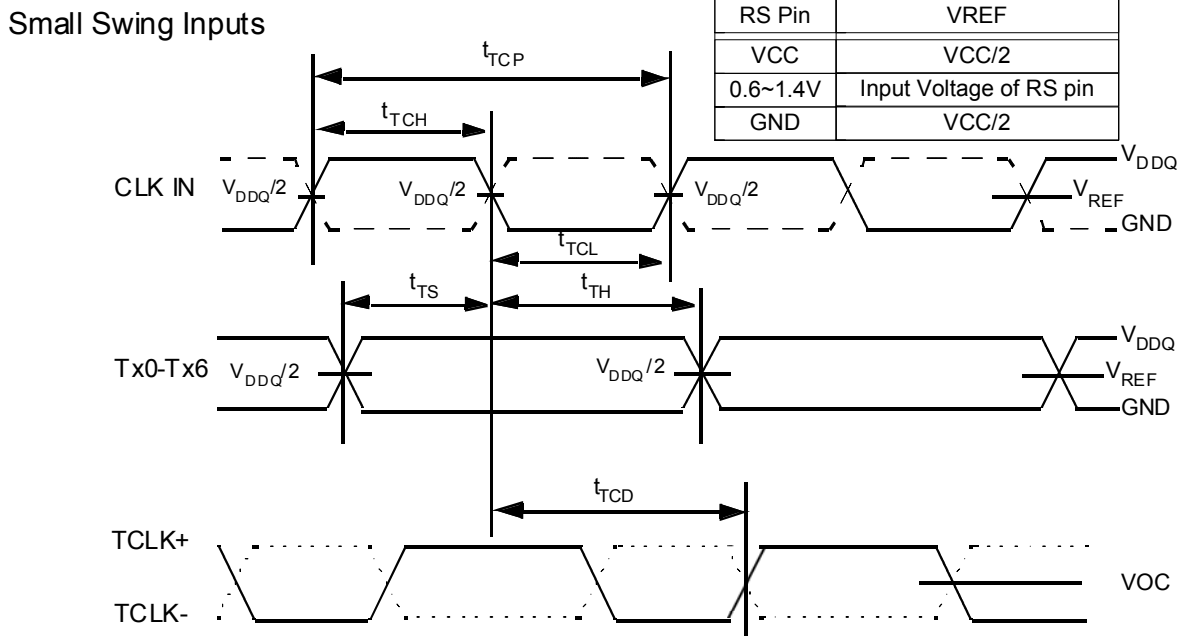 Small Swing Inputs
RS Pin VREF
VCC VCC/2
0.6~1.4V Input Voltage of RS pin
GND VCC/2
tTCP
tTCH
CLK IN VDDQ/2 VDDQ/2 VDDQ/2 VDDQ
VREF
GND
tTCL
tTS tTH
Tx0-Tx6 VDDQ/2 VDDQ/2 VDDQ
VREF
GND
tTCD
TCLK+
VOC
TCLK-